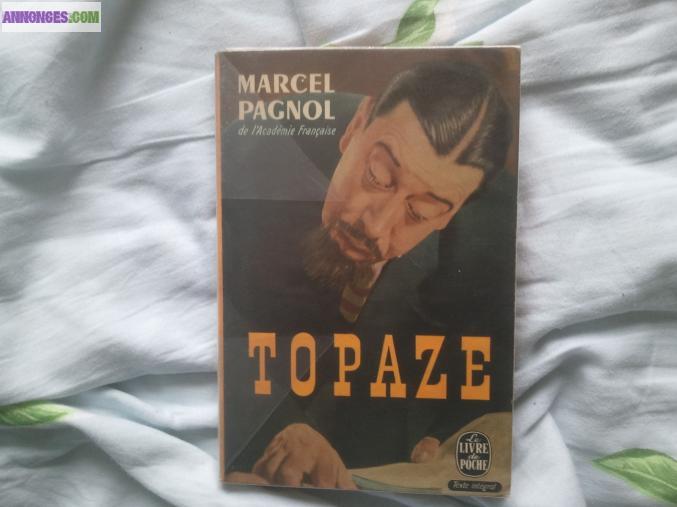 ANNONCES.COM
MARCEL
PAGNOL
de l'Académie Française
TOPAZE
Le
LIVRE
de
POCHE
Texte intégral